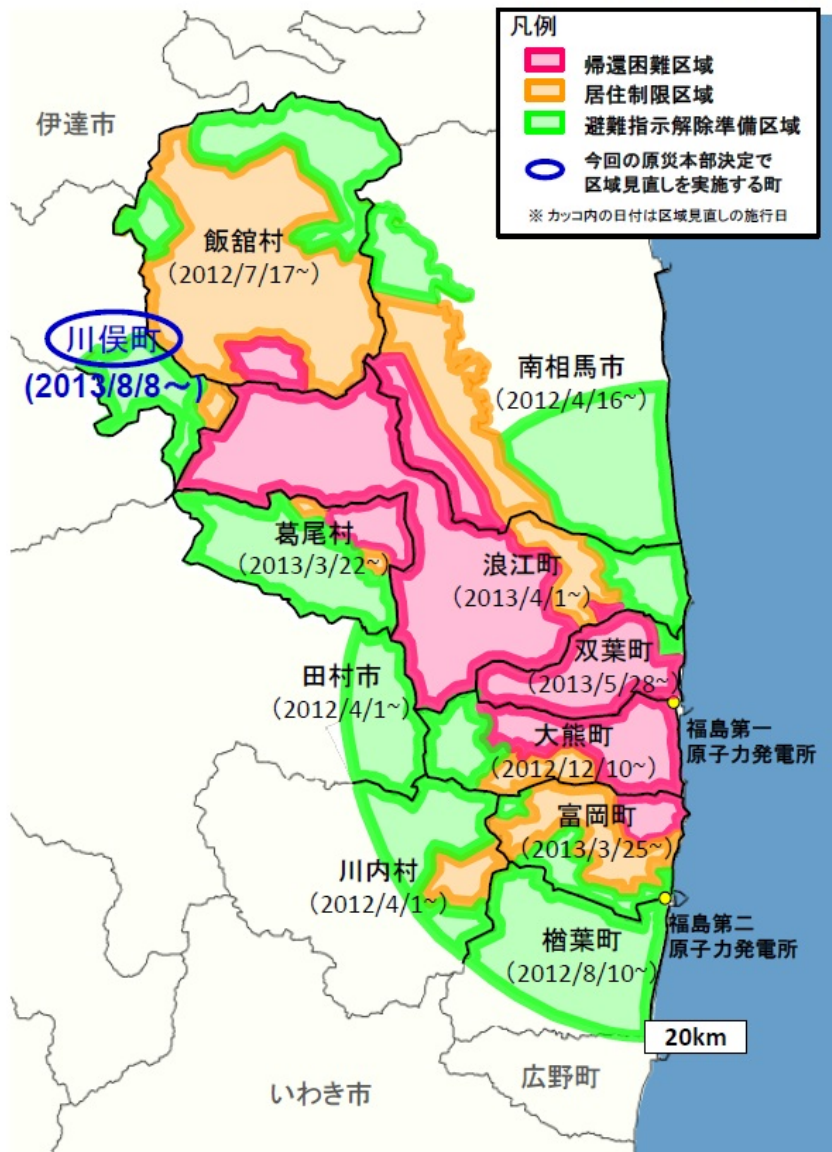 凡例
帰還困難区域
居住制限区域
避難指示解除準備区域
今回の原災本部決定で
区域見直しを実施する町
※ カッコ内の日付は区域見直しの施行日
伊達市
飯舘村
（2012/7/17~）
川俣町
(2013/8/8～)
南相馬市
（2012/4/16~）
葛尾村
（2013/3/22~）
浪江町
（2013/4/1~）
双葉町
（2013/5/28~）
田村市
（2012/4/1~）
福島第一
原子力発電所
大熊町
（2012/12/10~）
富岡町
（2013/3/25~）
川内村
（2012/4/1~）
福島第二
原子力発電所
楢葉町
（2012/8/10~）
20km
広野町
いわき市